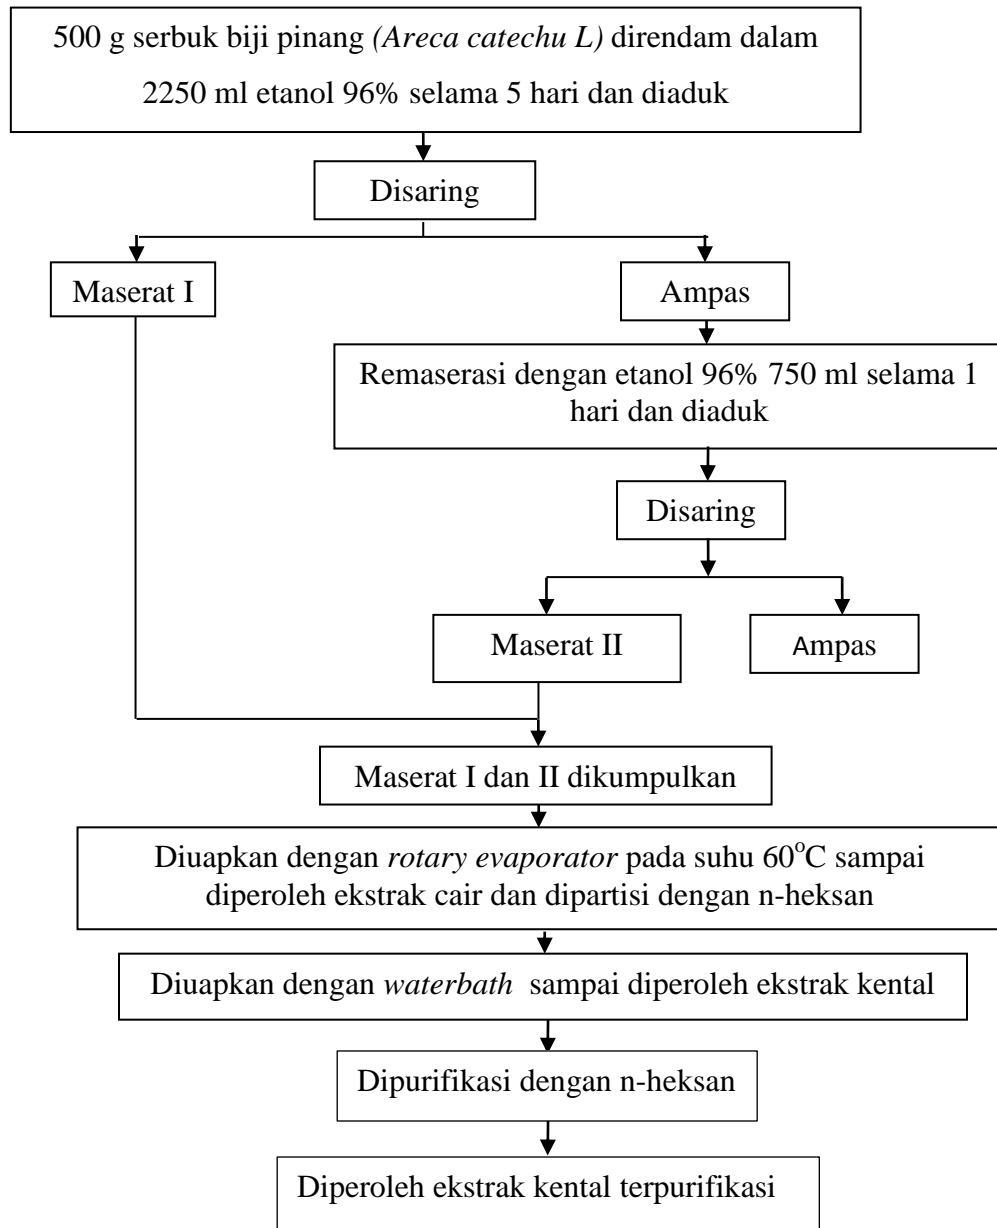 500 g serbuk biji pinang (Areca catechu L) direndam dalam
2250 ml etanol 96% selama 5 hari dan diaduk
Disaring
Maserat I
Ampas
Remaserasi dengan etanol 96% 750 ml selama 1
hari dan diaduk
Disaring
Maserat II
Ampas
Maserat I dan II dikumpulkan
Diuapkan dengan rotary evaporator pada suhu 60°C sampai
diperoleh ekstrak cair dan dipartisi dengan n-heksan
Diuapkan dengan waterbath sampai diperoleh ekstrak kental
Dipurifikasi dengan n-heksan
Diperoleh ekstrak kental terpurifikasi